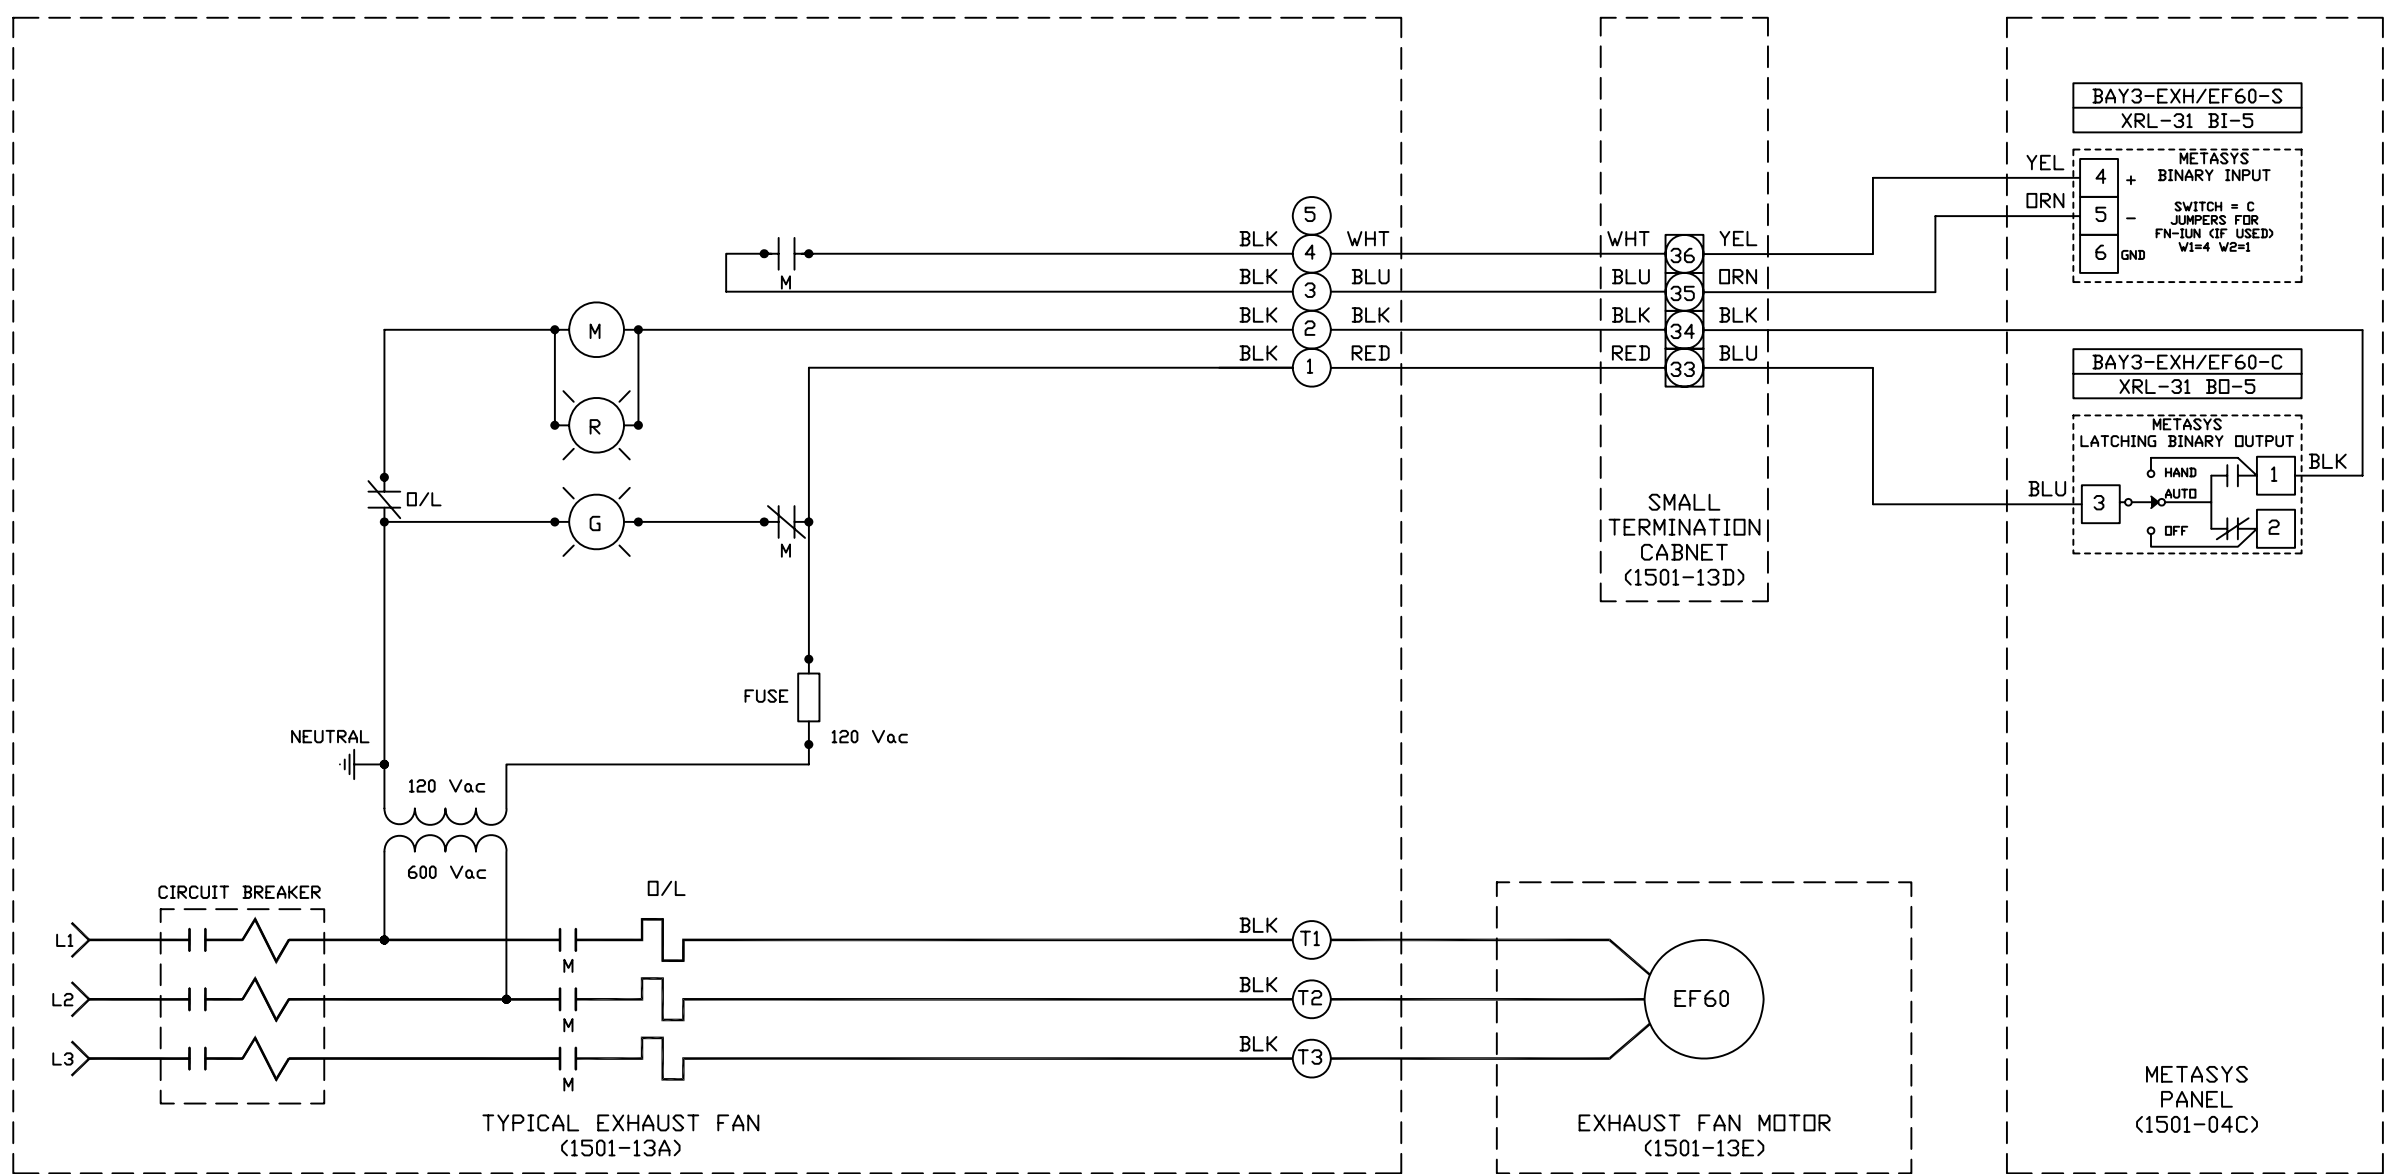 BAY3-EXH/EF60-S
XRL-31 BI-5
YEL
4
+
METASYS
BINARY INPUT
ORN
5
-
SWITCH = C
JUMPERS FOR
FN-IUN (IF USED)
W1=4 W2=1
6
GND
5
BLK
4
WHT
WHT
36
YEL
M
BLK
3
BLU
BLU
35
ORN
M
BLK
2
BLK
BLK
34
BLK
BLK
1
RED
RED
33
BLU
BAY3-EXH/EF60-C
XRL-31 BO-5
R
METASYS
LATCHING BINARY OUTPUT
HAND
1
BLK
BLU
3
AUTO
OFF
2
O/L
G
M
SMALL
TERMINATION
CABNET
(1501-13D)
FUSE
NEUTRAL
120 Vac
120 Vac
600 Vac
CIRCUIT BREAKER
O/L
L1
M
BLK
T1
L2
M
BLK
T2
EF60
L3
M
BLK
T3
TYPICAL EXHAUST FAN
(1501-13A)
EXHAUST FAN MOTOR
(1501-13E)
METASYS
PANEL
(1501-04C)